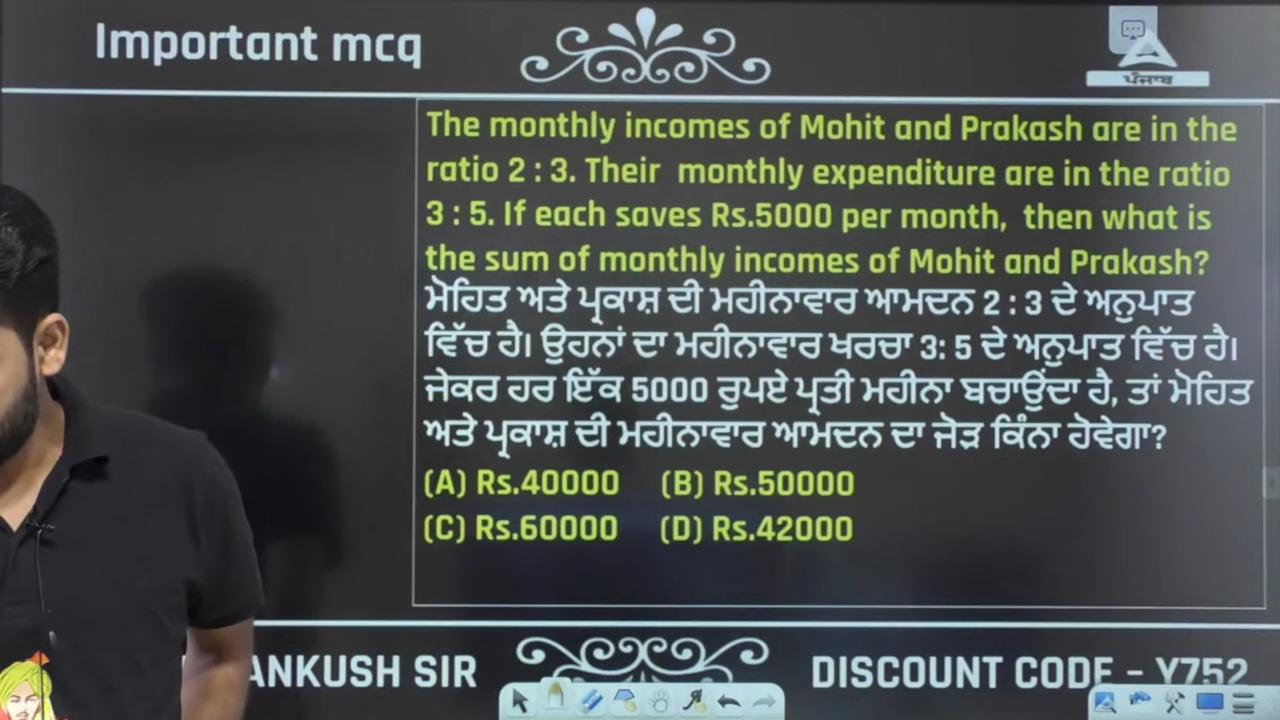 Important mcq
ਪੰਜਾਬ
The monthly incomes of Mohit and Prakash are in the
ratio 2 : 3. Their monthly expenditure are in the ratio
3 : 5. If each saves Rs.5000 per month, then what is
the sum of monthly incomes of Mohit and Prakash?
ਮੋਹਿਤ ਅਤੇ ਪ੍ਰਕਾਸ਼ ਦੀ ਮਹੀਨਾਵਾਰ ਆਮਦਨ 2 : 3 ਦੇ ਅਨੁਪਾਤ
ਵਿੱਚ ਹੈ। ਉਹਨਾਂ ਦਾ ਮਹੀਨਾਵਾਰ ਖਰਚਾ 3: 5 ਦੇ ਅਨੁਪਾਤ ਵਿੱਚ ਹੈ।
ਜੇਕਰ ਹਰ ਇੱਕ 5000 ਰੁਪਏ ਪ੍ਰਤੀ ਮਹੀਨਾ ਬਚਾਉਂਦਾ ਹੈ, ਤਾਂ ਮੋਹਿਤ
ਅਤੇ ਪ੍ਰਕਾਸ਼ ਦੀ ਮਹੀਨਾਵਾਰ ਆਮਦਨ ਦਾ ਜੋੜ ਕਿੰਨਾ ਹੋਵੇਗਾ?
(A) Rs.40000 (B) Rs.50000
(C) Rs.60000 (D) Rs.42000
ANKUSH SIR
DISCOUNT CODE - Y752